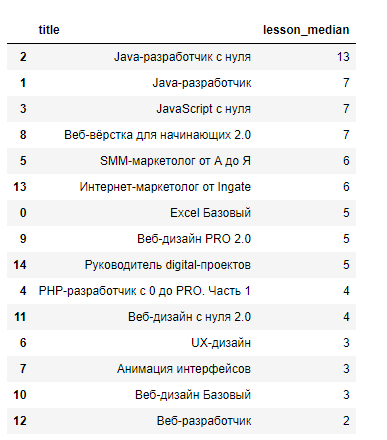 title lesson_median
2 Java-разработчик с нуля 13
1 Java-разработчик 7
3 JavaScript с нуля 7
8 Веб-вёрстка для начинающих 2.0 7
5 SMM-маркетолог от А до Я 6
13 Интернет-маркетолог от Ingate 6
0 Excel Базовый 5
9 Веб-дизайн PRO 2.0 5
14 Руководитель digital-проектов 5
4 PHP-разработчик с 0 до PRO. Часть 1 4
11 Веб-дизайн с нуля 2.0 4
6 UX-дизайн 3
7 Анимация интерфейсов 3
10 Веб-дизайн Базовый 3
12 Веб-разработчик 2